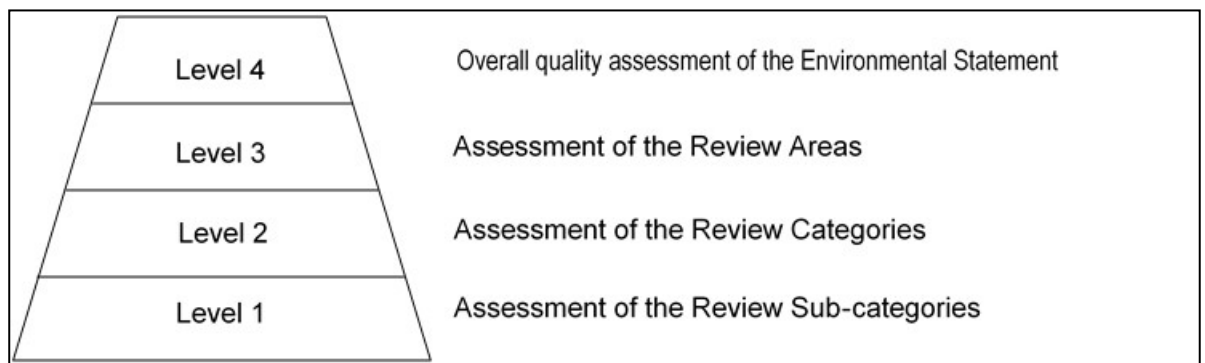 Level 4 Overall quality assessment of the Environmental Statement
Level 3 Assessment of the Review Areas
Level 2 Assessment of the Review Categories
Level 1 Assessment of the Review Sub-categories